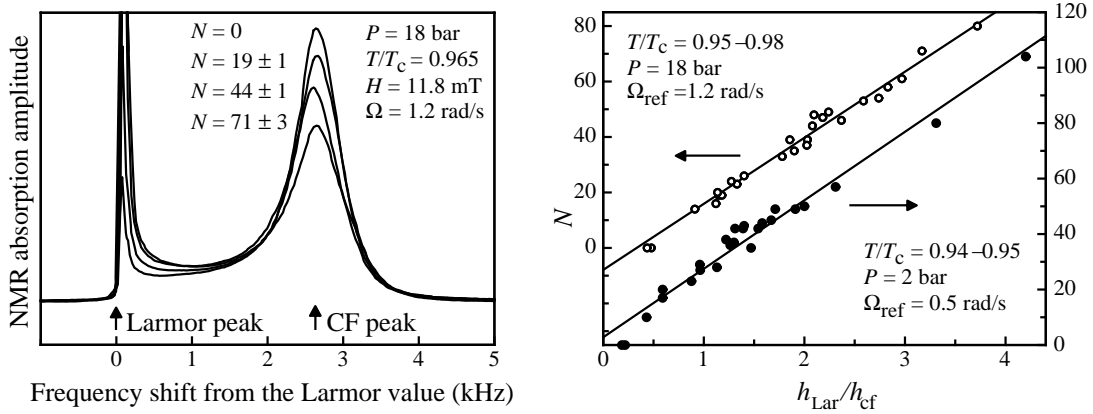 NMR absorption amplitude
N = 0
N = 19 ± 1
N = 44 ± 1
N = 71 ± 3
P = 18 bar
T/Tc = 0.965
H = 11.8 mT
Ω = 1.2 rad/s
Larmor peak
CF peak
0 1 2 3 4 5
Frequency shift from the Larmor value (kHz)
N
80
60
40
20
0
T/Tc = 0.95 –0.98
P = 18 bar
Ωref =1.2 rad/s
T/Tc = 0.94 –0.95
P = 2 bar
Ωref = 0.5 rad/s
120
100
80
60
40
20
0
0 1 2 3 4
hLar/hcf